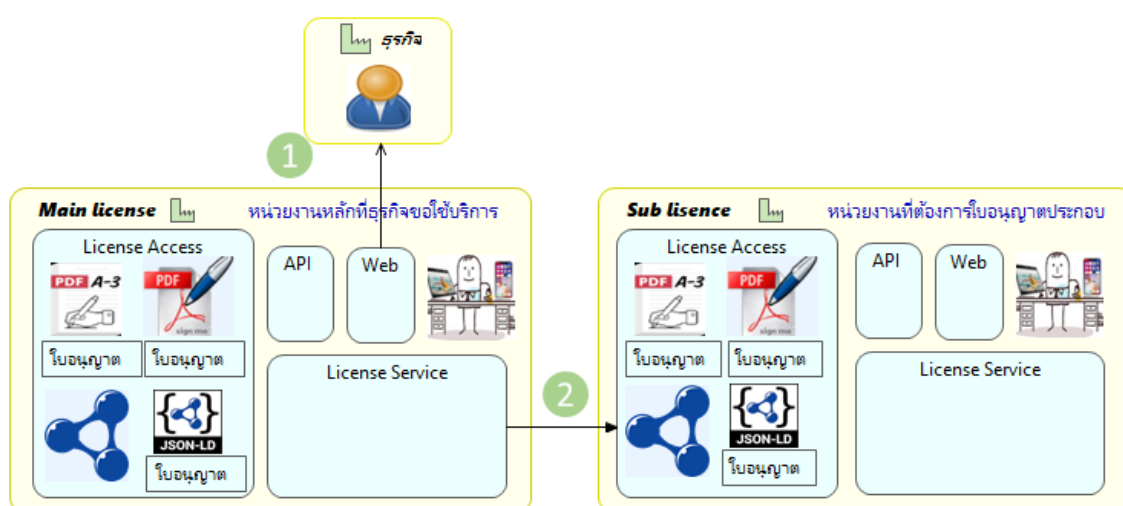 ธุรกิจ
1
Main license
หน่วยงานหลักที่ธุรกิจขอใช้บริการ
License Access
PDF A-3
PDF
sign me
ใบอนุญาต
ใบอนุญาต
{ }
JSON-LD
ใบอนุญาต
API
Web
License Service
2
Sub lisence
หน่วยงานที่ต้องการใบอนุญาตประกอบ
License Access
PDF A-3
PDF
sign me
ใบอนุญาต
ใบอนุญาต
{ }
JSON-LD
ใบอนุญาต
API
Web
License Service